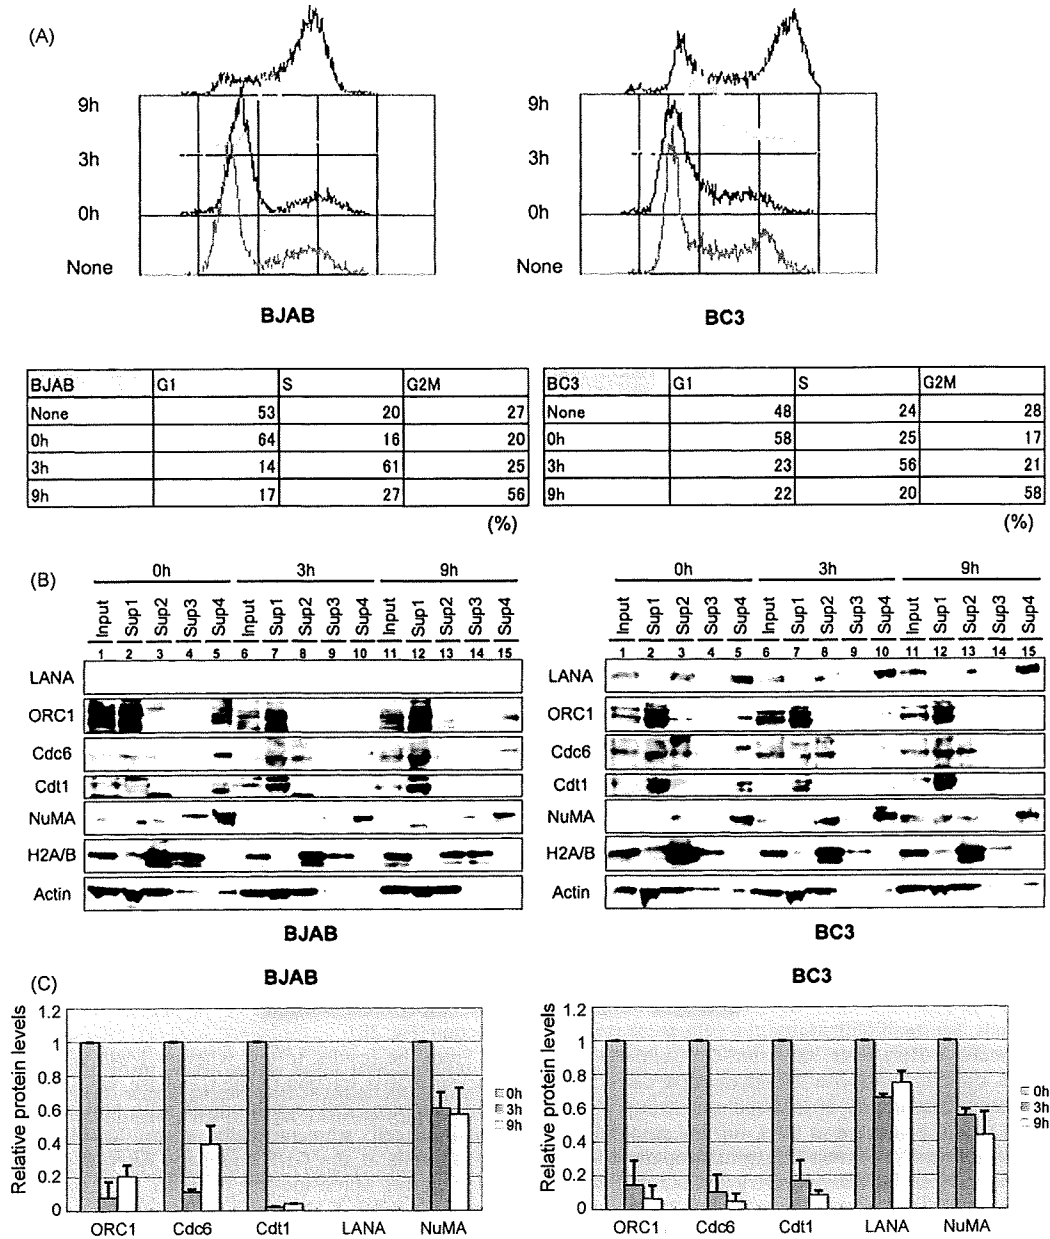 (A)
9h
3h
0h
None
BJAB
9h
3h
0h
None
BC3
BJAB G1 S G2M
None 53 20 27
0h 64 16 20
3h 14 61 25
9h 17 27 56
(%)
BC3 G1 S G2M
None 48 24 28
0h 58 25 17
3h 23 56 21
9h 22 20 58
(%)
(B)
0h 3h 9h
Input Sup1 Sup2 Sup3 Sup4 Input Sup1 Sup2 Sup3 Sup4 Input Sup1 Sup2 Sup3 Sup4
1 2 3 4 5 6 7 8 9 10 11 12 13 14 15
LANA
ORC1
Cdc6
Cdt1
NuMA
H2A/B
Actin
BJAB
0h 3h 9h
Input Sup1 Sup2 Sup3 Sup4 Input Sup1 Sup2 Sup3 Sup4 Input Sup1 Sup2 Sup3 Sup4
1 2 3 4 5 6 7 8 9 10 11 12 13 14 15
LANA
ORC1
Cdc6
Cdt1
NuMA
H2A/B
Actin
BC3
(C)
BJAB
Relative protein levels
1.2
1
0.8
0.6
0.4
0.2
0
ORC1 Cdc6 Cdt1 LANA NuMA
0h
3h
9h
BC3
Relative protein levels
1.2
1
0.8
0.6
0.4
0.2
0
ORC1 Cdc6 Cdt1 LANA NuMA
0h
3h
9h